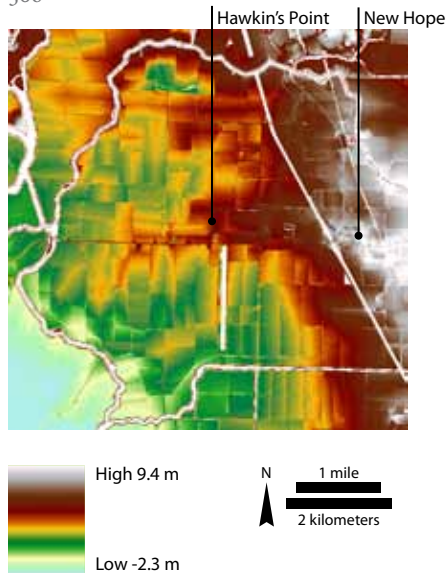 Hawkin's Point
New Hope
High 9.4 m
Low -2.3 m
N
1 mile
2 kilometers